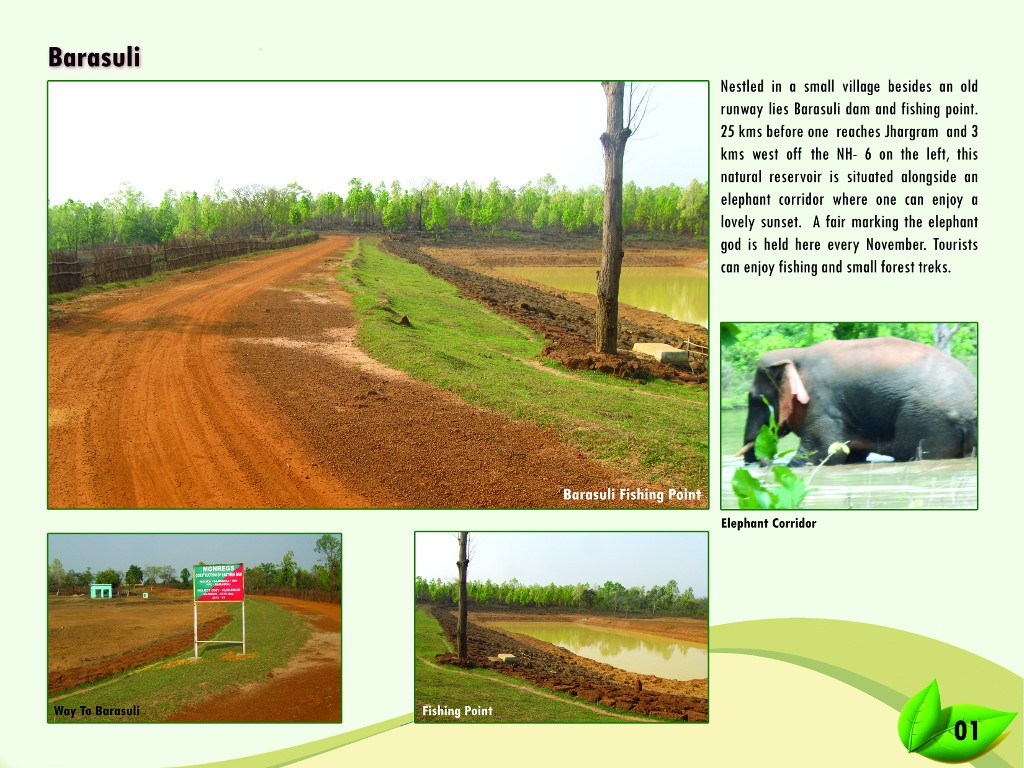 Barasuli
Nestled in a small village besides an old
runway lies Barasuli dam and fishing point.
25 kms before one reaches Jhargram and 3
kms west off the NH- 6 on the left, this
natural reservoir is situated alongside an
elephant corridor where one can enjoy a
lovely sunset. A fair marking the elephant
god is held here every November. Tourists
can enjoy fishing and small forest treks.
Barasuli Fishing Point
Elephant Corridor
MGNREGS
Way To Barasuli
Fishing Point
01